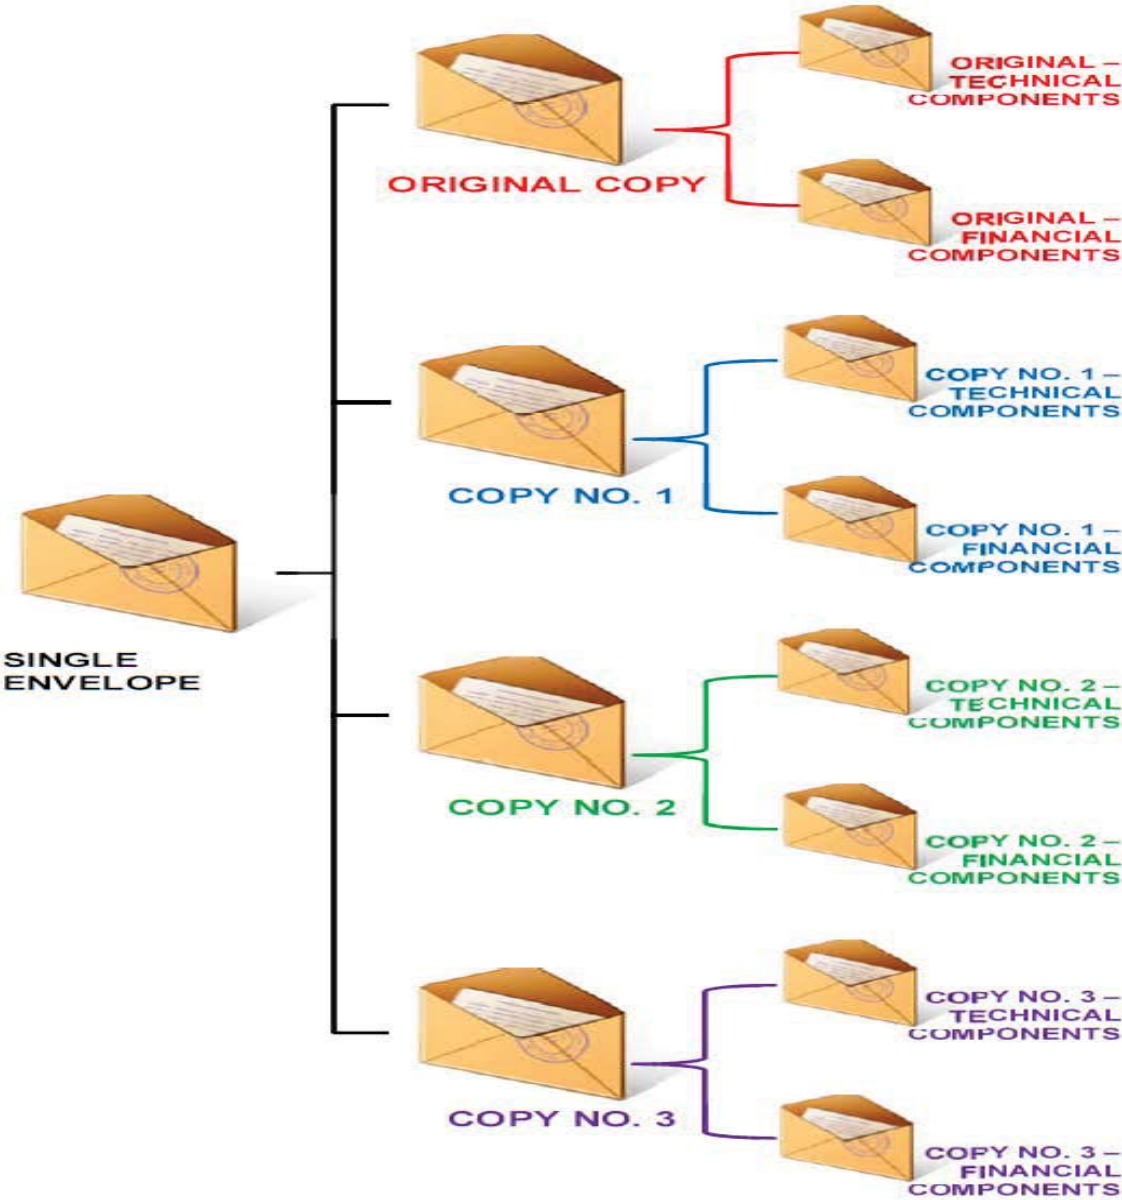 ORIGINAL –
TECHNICAL
COMPONENTS
ORIGINAL COPY
ORIGINAL –
FINANCIAL
COMPONENTS
COPY NO. 1 –
TECHNICAL
COMPONENTS
COPY NO. 1
COPY NO. 1 –
FINANCIAL
COMPONENTS
SINGLE
ENVELOPE
COPY NO. 2 –
TECHNICAL
COMPONENTS
COPY NO. 2
COPY NO. 2 –
FINANCIAL
COMPONENTS
COPY NO. 3 –
TECHNICAL
COMPONENTS
COPY NO. 3
COPY NO. 3 –
FINANCIAL
COMPONENTS